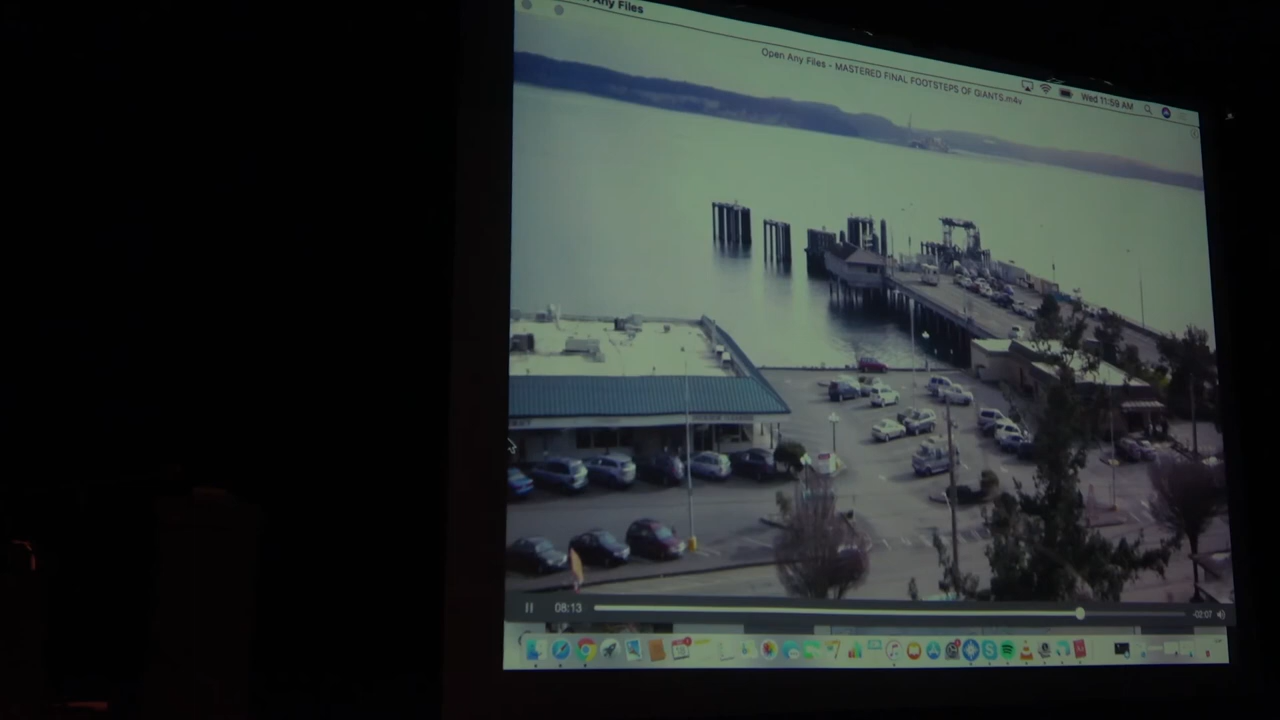 Any Files
Open Any Files - MASTERED FINAL FOOTSTEPS OF GIANTS.m4v
Wed 11:59 AM
08:13
-02:07